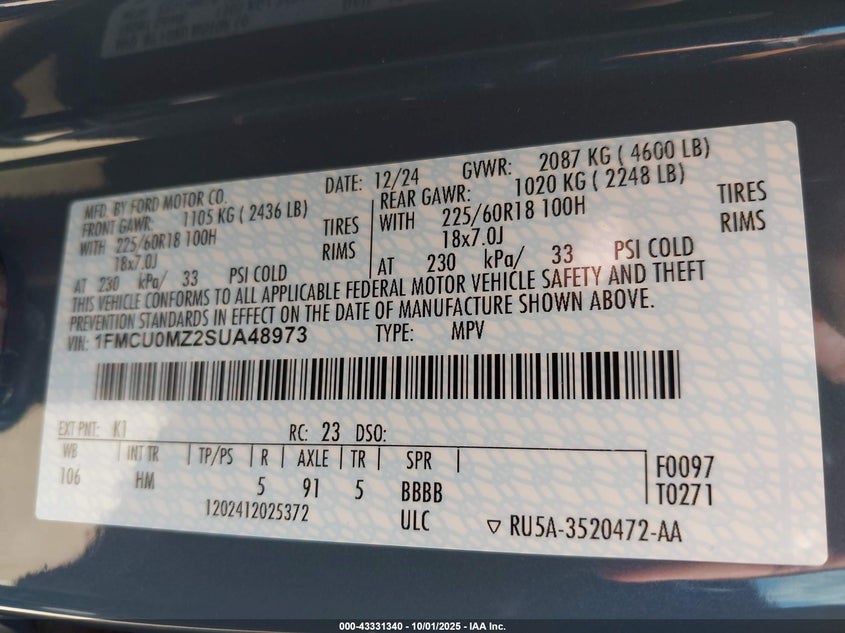 MFD. BY FORD MOTOR CO.
DATE: 12/24 GVWR: 2087 KG ( 4600 LB)
FRONT GAWR: 1105 KG ( 2436 LB)
WITH 225/60R18 100H TIRES
18x7.0J RIMS
AT 230 kPa/ 33 PSI COLD
REAR GAWR: 1020 KG ( 2248 LB)
WITH 225/60R18 100H TIRES
18x7.0J RIMS
AT 230 kPa/ 33 PSI COLD
THIS VEHICLE CONFORMS TO ALL APPLICABLE FEDERAL MOTOR VEHICLE SAFETY AND THEFT
PREVENTION STANDARDS IN EFFECT ON THE DATE OF MANUFACTURE SHOWN ABOVE.
VIN: 1FMCU0MZ2SUA48973 TYPE: MPV
EXT PNT: K1 RC: 23 DSO:
WB INT TR TP/PS R AXLE TR SPR
106 HM 5 91 5 BBBB
F0097
T0271
1202412025372 ULC RU5A-3520472-AA
000-43331340 - 10/01/2025 - IAA Inc.